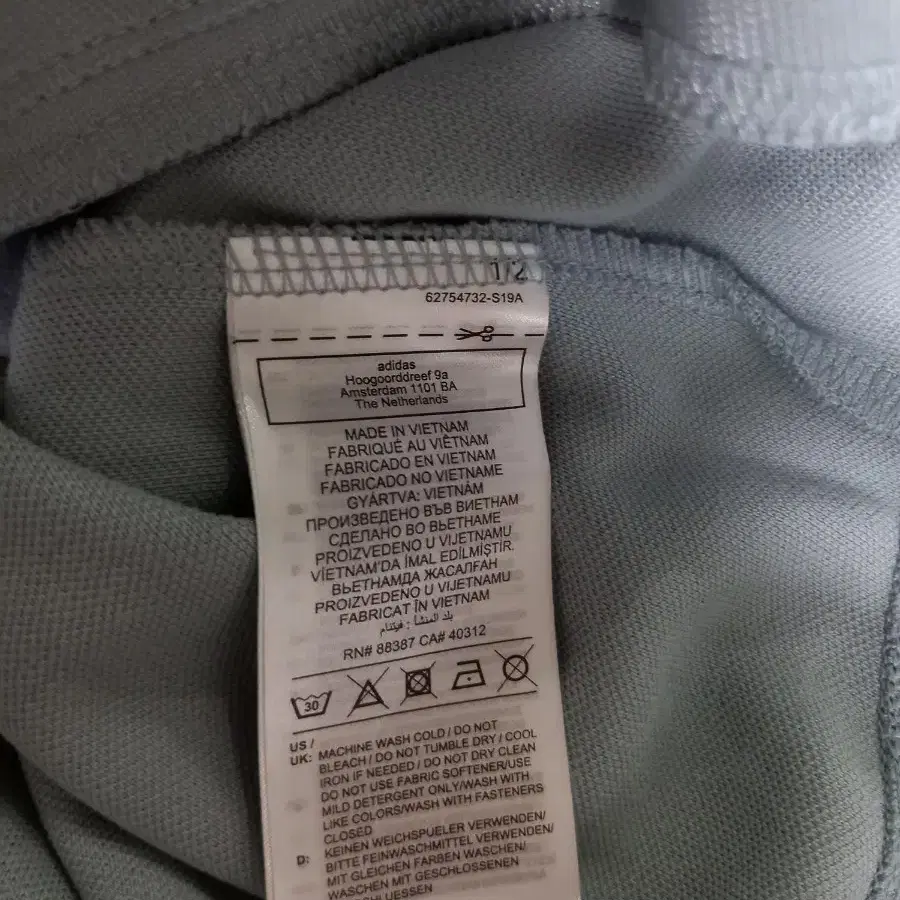 1/2
62754732-S19A
adidas
Hoogoorddreef 9a
Amsterdam 1101 BA
The Netherlands
MADE IN VIETNAM
FABRIQUÉ AU VIÊTNAM
FABRICADO EN VIETNAM
FABRICADO NO VIETNAME
GYÁRTVA: VIETNÁM
ПРОИЗВЕДЕНО ВЪВ ВИЕТНАМ
СДЕЛАНО ВО ВЬЕТНАМЕ
PROIZVEDENO U VIJETNAMU
VİETNAM'DA İMAL EDİLMİŞTİR.
ВЬЕТНАМДА ЖАСАЛҒАН
PROIZVEDENO U VIJETNAMU
FABRICAT ÎN VIETNAM
بلد المنشأ : فيتنام
RN# 88387 CA# 40312
30
US /
UK: MACHINE WASH COLD / DO NOT
BLEACH / DO NOT TUMBLE DRY / COOL
IRON IF NEEDED / DO NOT DRY CLEAN
DO NOT USE FABRIC SOFTENER/USE
MILD DETERGENT ONLY/WASH WITH
LIKE COLORS/WASH WITH FASTENERS
CLOSED
D: KEINEN WEICHSPUELER VERWENDEN/
BITTE FEINWASCHMITTEL VERWENDEN/
MIT GLEICHEN FARBEN WASCHEN/
WASCHEN MIT GESCHLOSSENEN